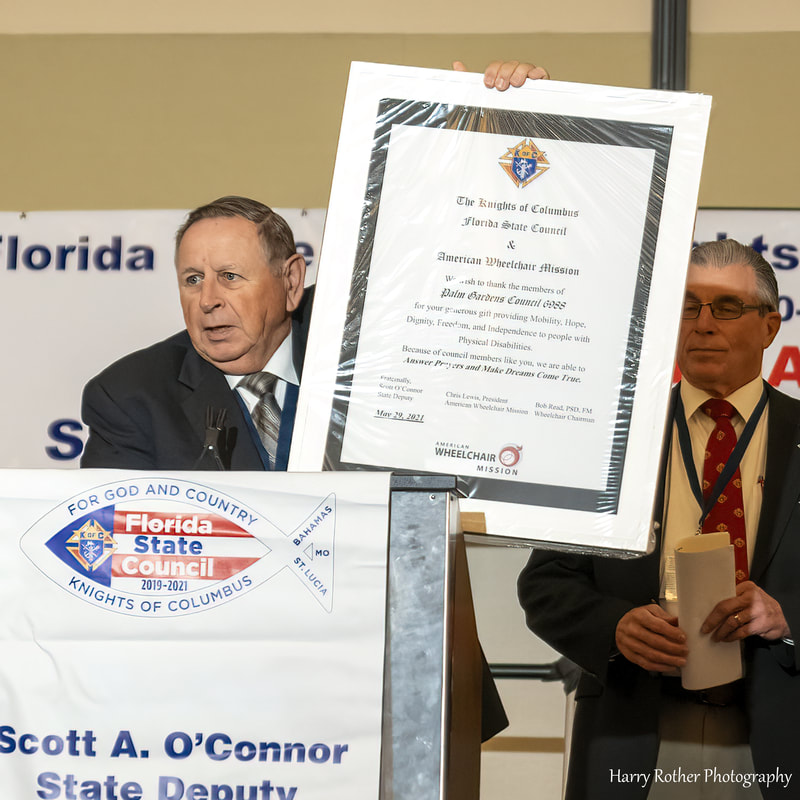 Florida
K OF C
The Knights of Columbus
Florida State Council
&
American Wheelchair Mission
We wish to thank the members of
Palm Gardens Council 6988
for your generous gift providing Mobility, Hope,
Dignity, Freedom, and Independence to people with
Physical Disabilities.
Because of council members like you, we are able to
Answer Prayers and Make Dreams Come True.
Fraternally,
Scott O'Connor
State Deputy
Chris Lewis, President
American Wheelchair Mission
Bob Read, PSD, FM
Wheelchair Chairman
May 29, 2021
AMERICAN
WHEELCHAIR
MISSION
FOR GOD AND COUNTRY
K OF C
Florida
State
Council
2019-2021
KNIGHTS OF COLUMBUS
BAHAMAS
MO
ST. LUCIA
Scott A. O'Connor
State Deputy
Harry Rother Photography